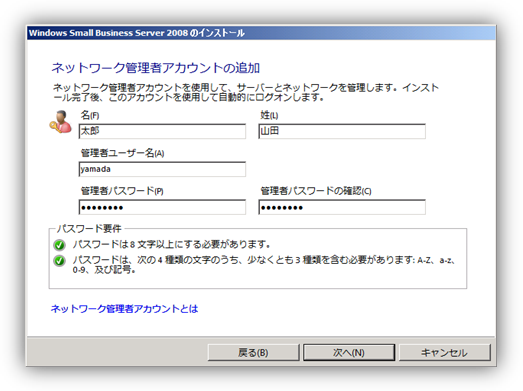 Windows Small Business Server 2008 のインストール
ネットワーク管理者アカウントの追加
ネットワーク管理者アカウントを使用して、サーバーとネットワークを管理します。インスト
ール完了後、このアカウントを使用して自動的にログオンします。
名(F) 姓(L)
太郎 山田
管理者ユーザー名(A)
yamada
管理者パスワード(P) 管理者パスワードの確認(C)
●●●●●●●● ●●●●●●●●
パスワード要件
パスワードは 8 文字以上にする必要があります。
パスワードは、次の 4 種類の文字のうち、少なくとも 3 種類を含む必要があります: A-Z、a-z、
0-9、及び記号。
ネットワーク管理者アカウントとは
戻る(B) 次へ(N) キャンセル